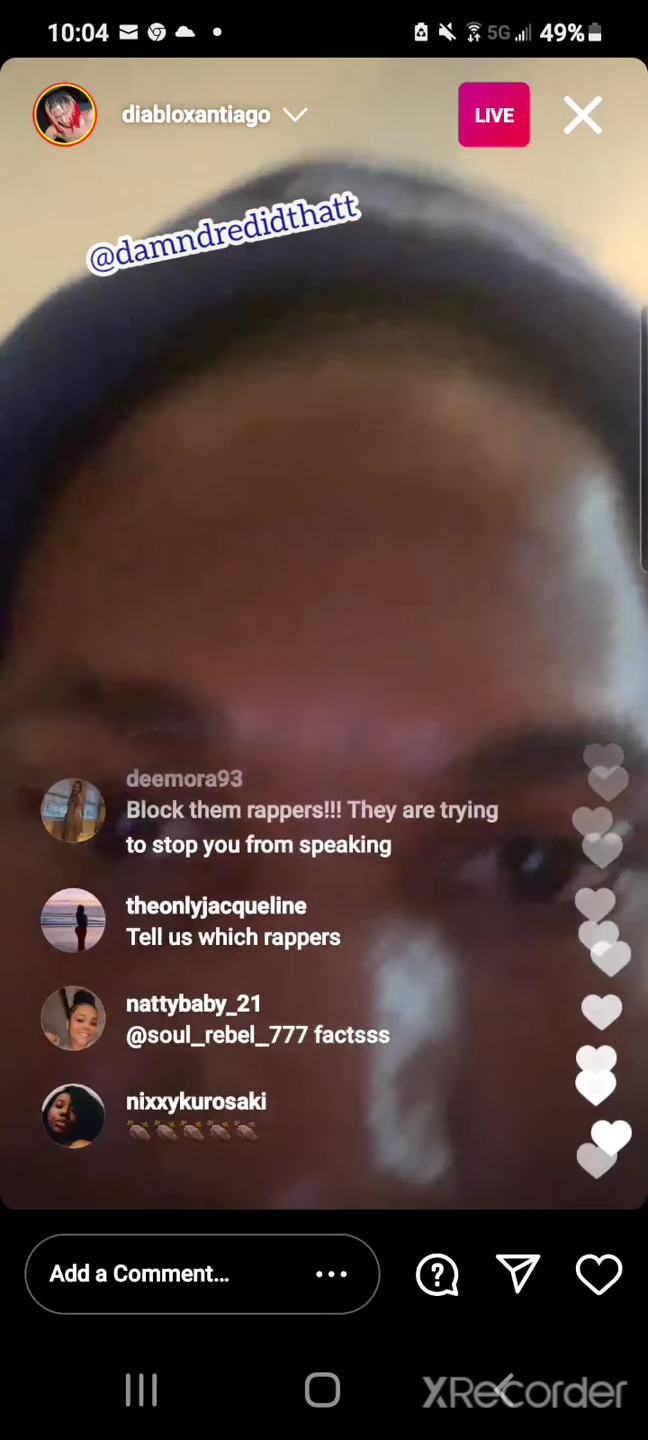 10:04
5G
49%
diabloxantiago
LIVE
@damndredidthatt
deemora93
Block them rappers!!! They are trying
to stop you from speaking
theonlyjacqueline
Tell us which rappers
nattybaby_21
@soul_rebel_777 factsss
nixxykurosaki
Add a Comment...
XRecorder